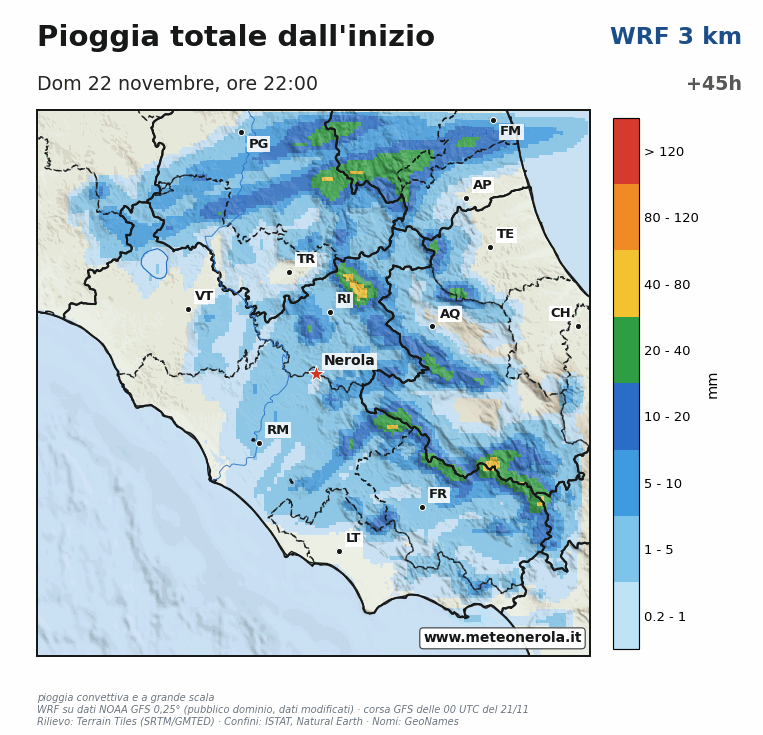 Pioggia totale dall'inizio
WRF 3 km
Dom 22 novembre, ore 22:00
+45h
PG
FM
AP
TE
TR
VT
RI
AQ
CH
Nerola
RM
FR
LT
www.meteonerola.it
> 120
80 - 120
40 - 80
20 - 40
10 - 20
5 - 10
1 - 5
0.2 - 1
mm
pioggia convettiva e a grande scala
WRF su dati NOAA GFS 0,25° (pubblico dominio, dati modificati) · corsa GFS delle 00 UTC del 21/11
Rilievo: Terrain Tiles (SRTM/GMTED) · Confini: ISTAT, Natural Earth · Nomi: GeoNames